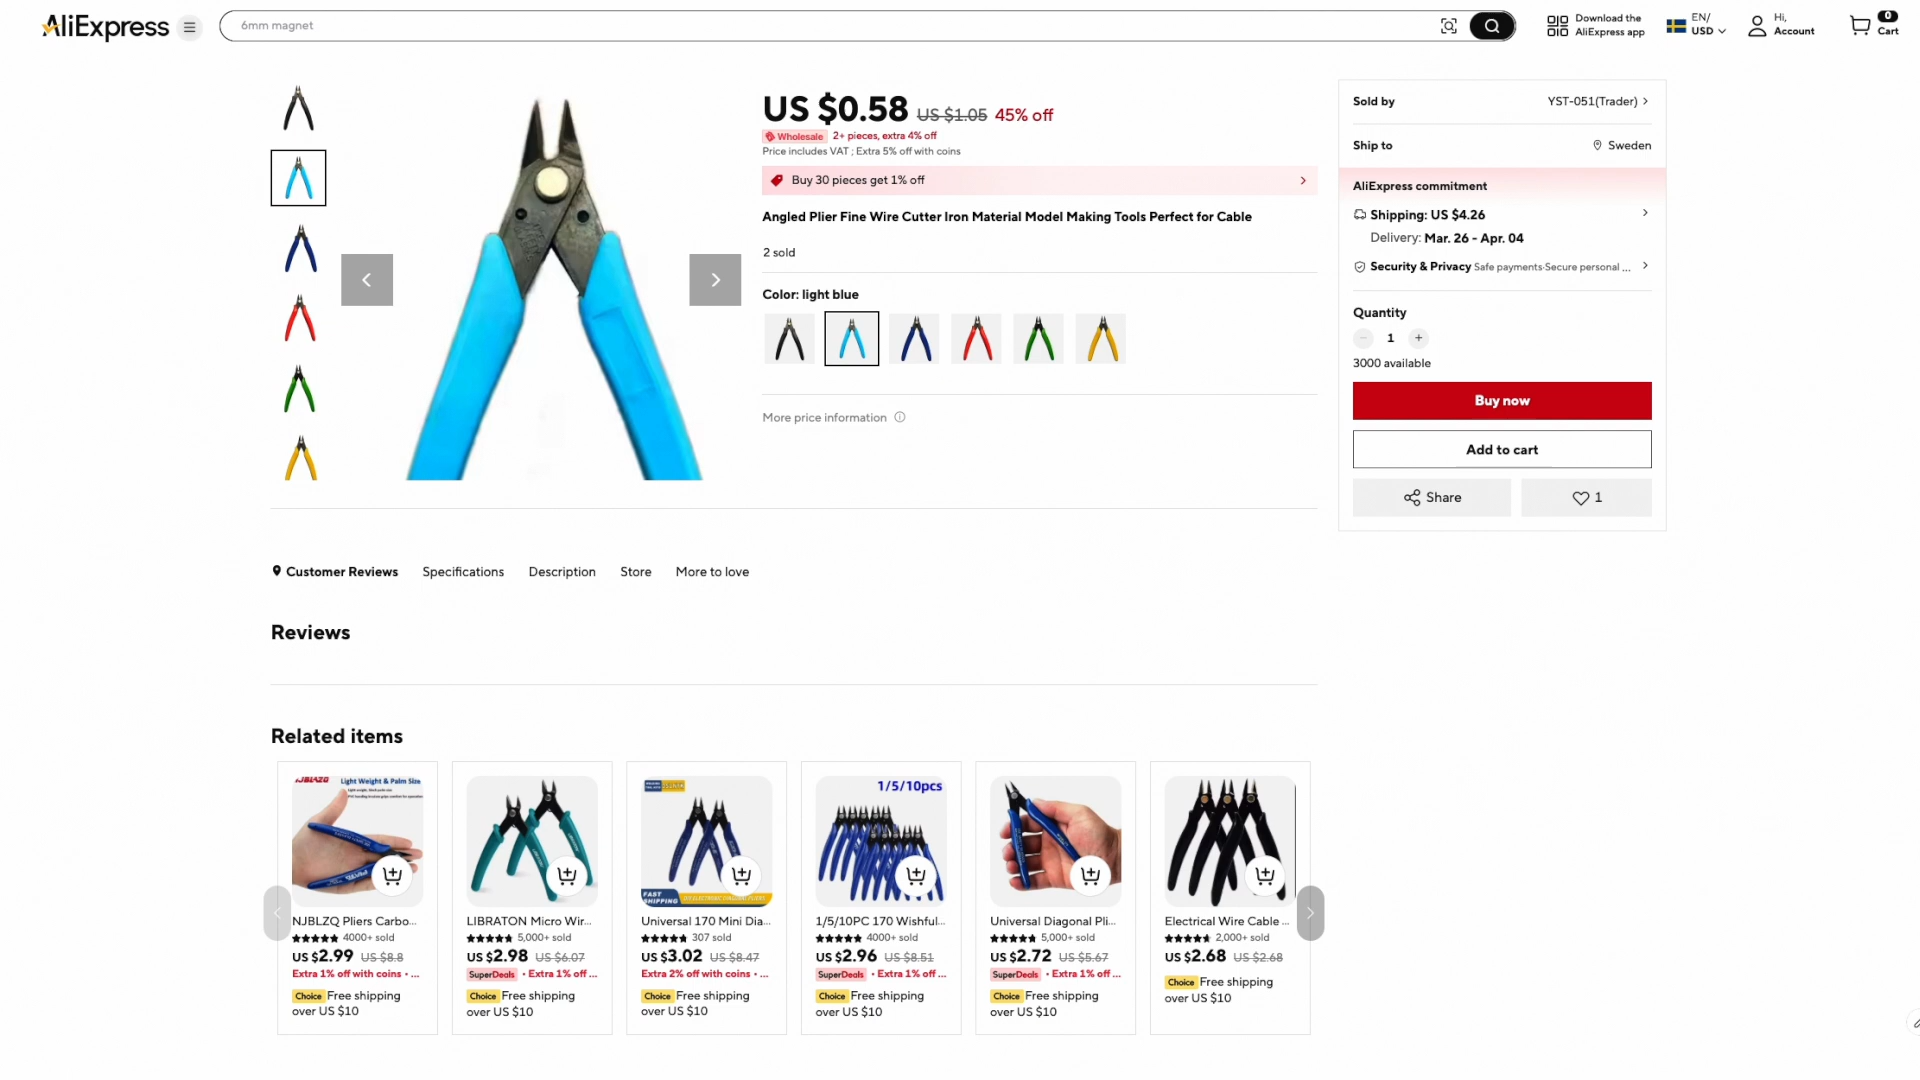 AliExpress
6mm magnet
Download the
AliExpress app
EN/
USD
Hi,
Account
0
Cart
US $0.58 US $1.05 45% off
Wholesale 2+ pieces, extra 4% off
Price includes VAT ; Extra 5% off with coins
Buy 30 pieces get 1% off
Angled Plier Fine Wire Cutter Iron Material Model Making Tools Perfect for Cable
2 sold
Color: light blue
More price information
Sold by YST-051(Trader)
Ship to Sweden
AliExpress commitment
Shipping: US $4.26
Delivery: Mar. 26 - Apr. 04
Security & Privacy Safe payments·Secure personal ...
Quantity
1
3000 available
Buy now
Add to cart
Share
1
Customer Reviews Specifications Description Store More to love
Reviews
Related items
NJBLAZO Light Weight & Palm Size
NJBLZQ Pliers Carbo...
4000+ sold
US $2.99 US $8.8
Extra 1% off with coins • ...
Choice Free shipping
over US $10
LIBRATON Micro Wir...
5,000+ sold
US $2.98 US $6.07
SuperDeals • Extra 1% off ...
Choice Free shipping
over US $10
FAST
SHIPPING
Universal 170 Mini Dia...
307 sold
US $3.02 US $8.47
Extra 2% off with coins • ...
Choice Free shipping
over US $10
1/5/10pcs
1/5/10PC 170 Wishful...
4000+ sold
US $2.96 US $8.51
SuperDeals • Extra 1% off ...
Choice Free shipping
over US $10
Universal Diagonal Pli...
5,000+ sold
US $2.72 US $5.67
SuperDeals • Extra 1% off ...
Choice Free shipping
over US $10
Electrical Wire Cable ...
2,000+ sold
US $2.68 US $2.68
Choice Free shipping
over US $10